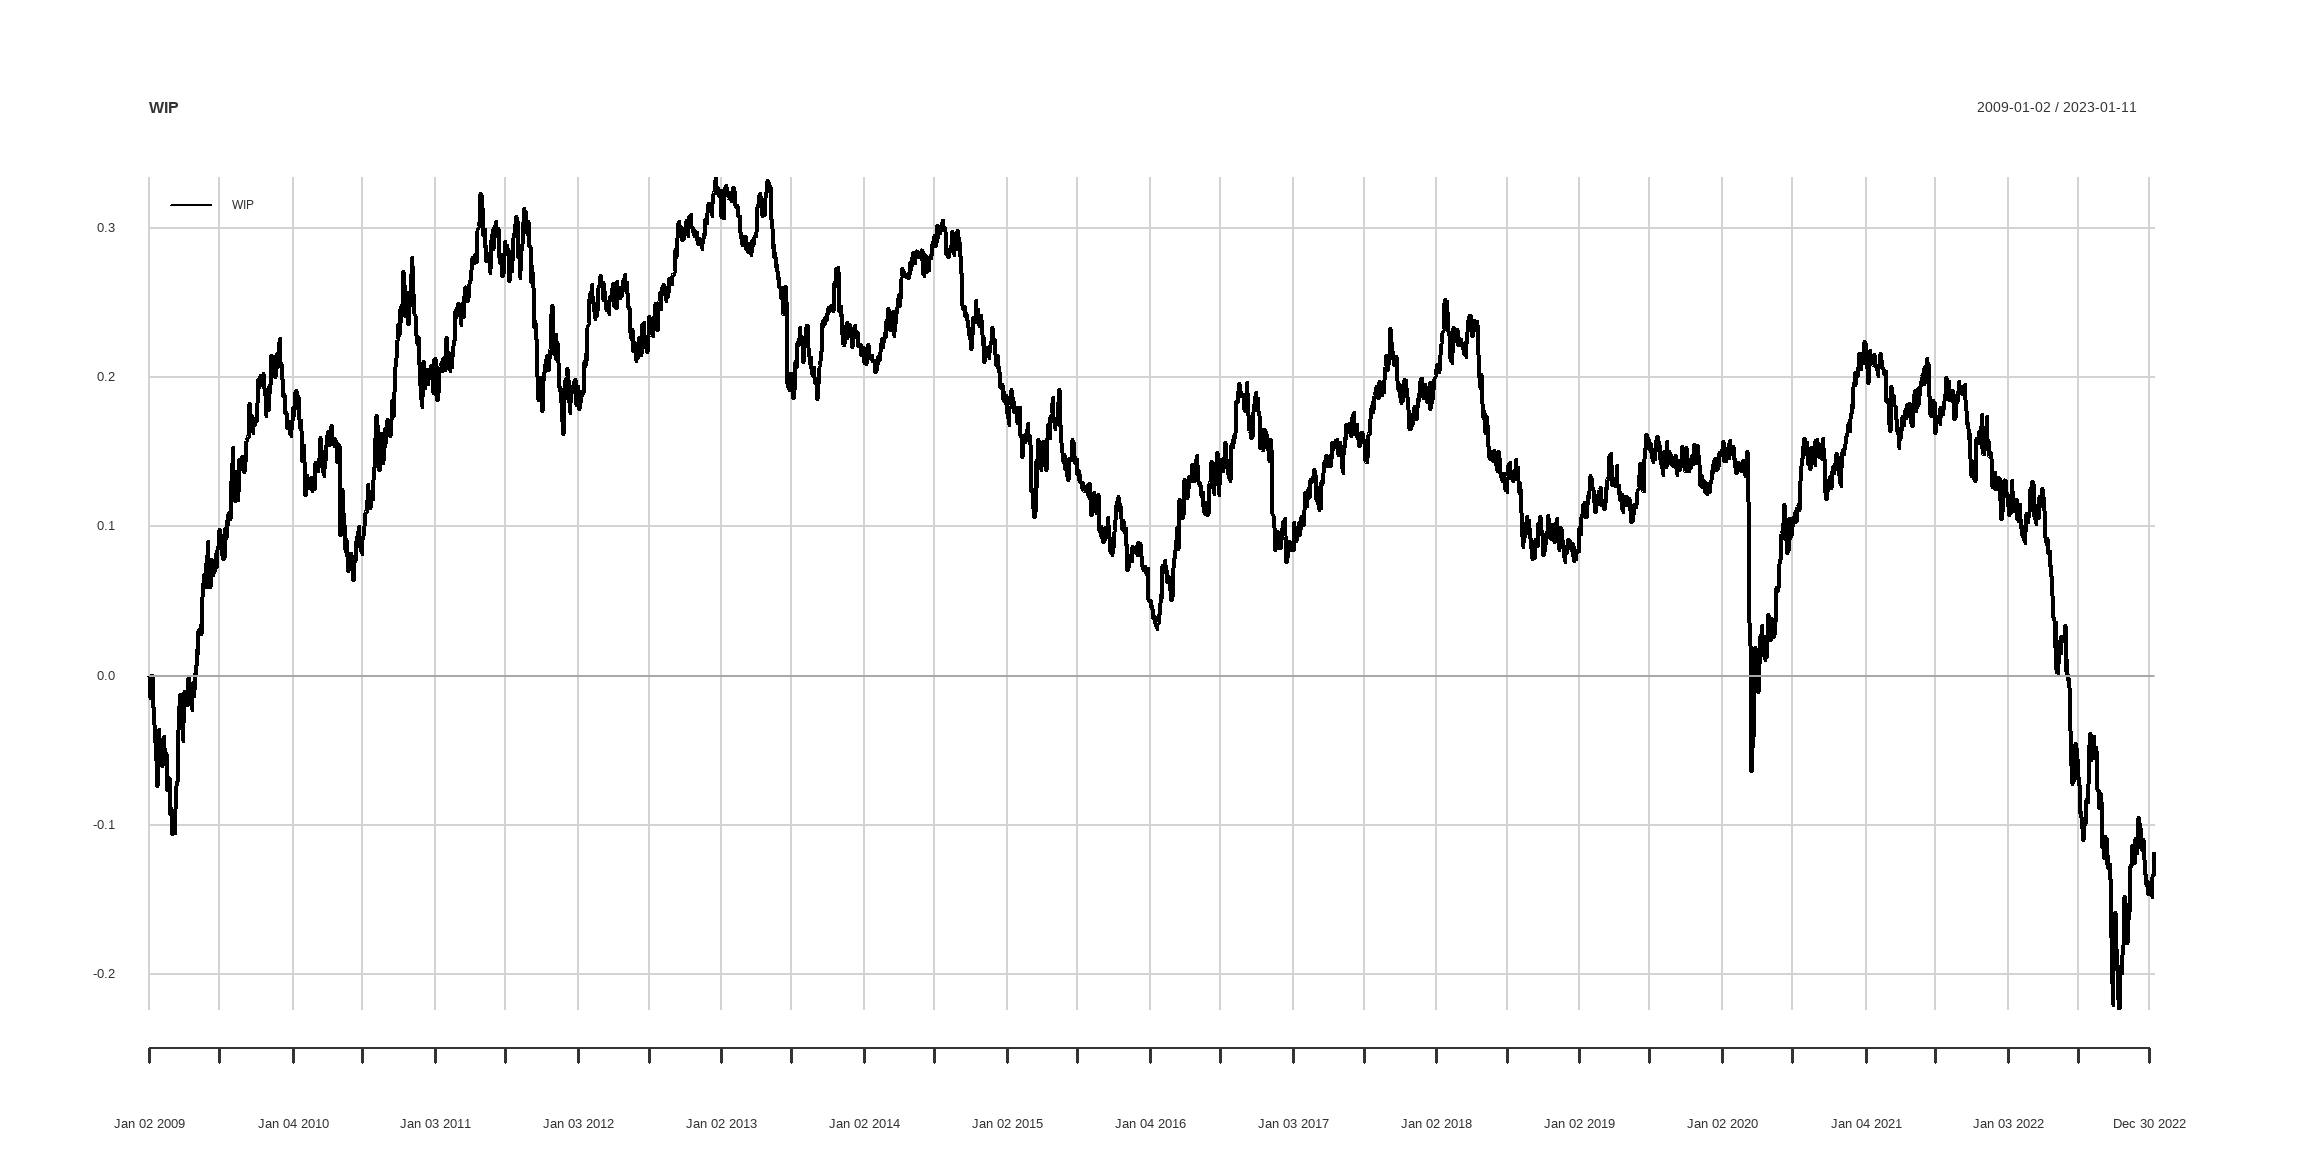 WIP
2009-01-02 / 2023-01-11
WIP
0.3
0.2
0.1
0.0
-0.1
-0.2
Jan 02 2009
Jan 04 2010
Jan 03 2011
Jan 03 2012
Jan 02 2013
Jan 02 2014
Jan 02 2015
Jan 04 2016
Jan 03 2017
Jan 02 2018
Jan 02 2019
Jan 02 2020
Jan 04 2021
Jan 03 2022
Dec 30 2022